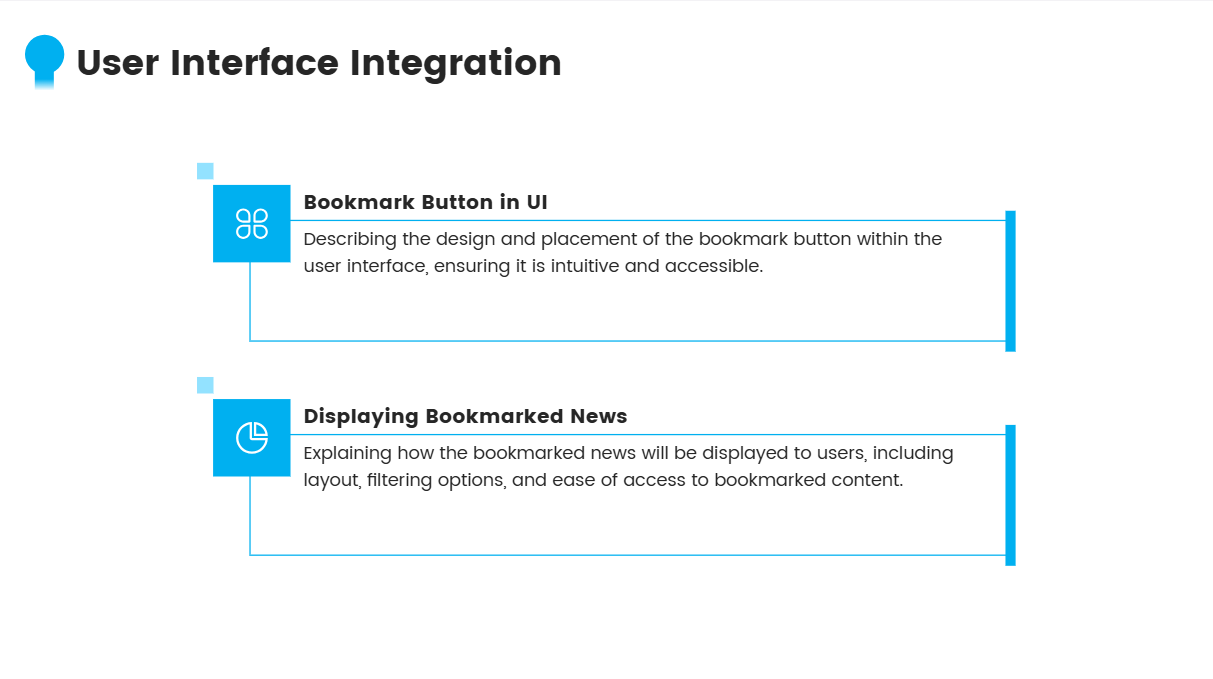 User Interface Integration
Bookmark Button in UI
Describing the design and placement of the bookmark button within the
user interface, ensuring it is intuitive and accessible.
Displaying Bookmarked News
Explaining how the bookmarked news will be displayed to users, including
layout, filtering options, and ease of access to bookmarked content.